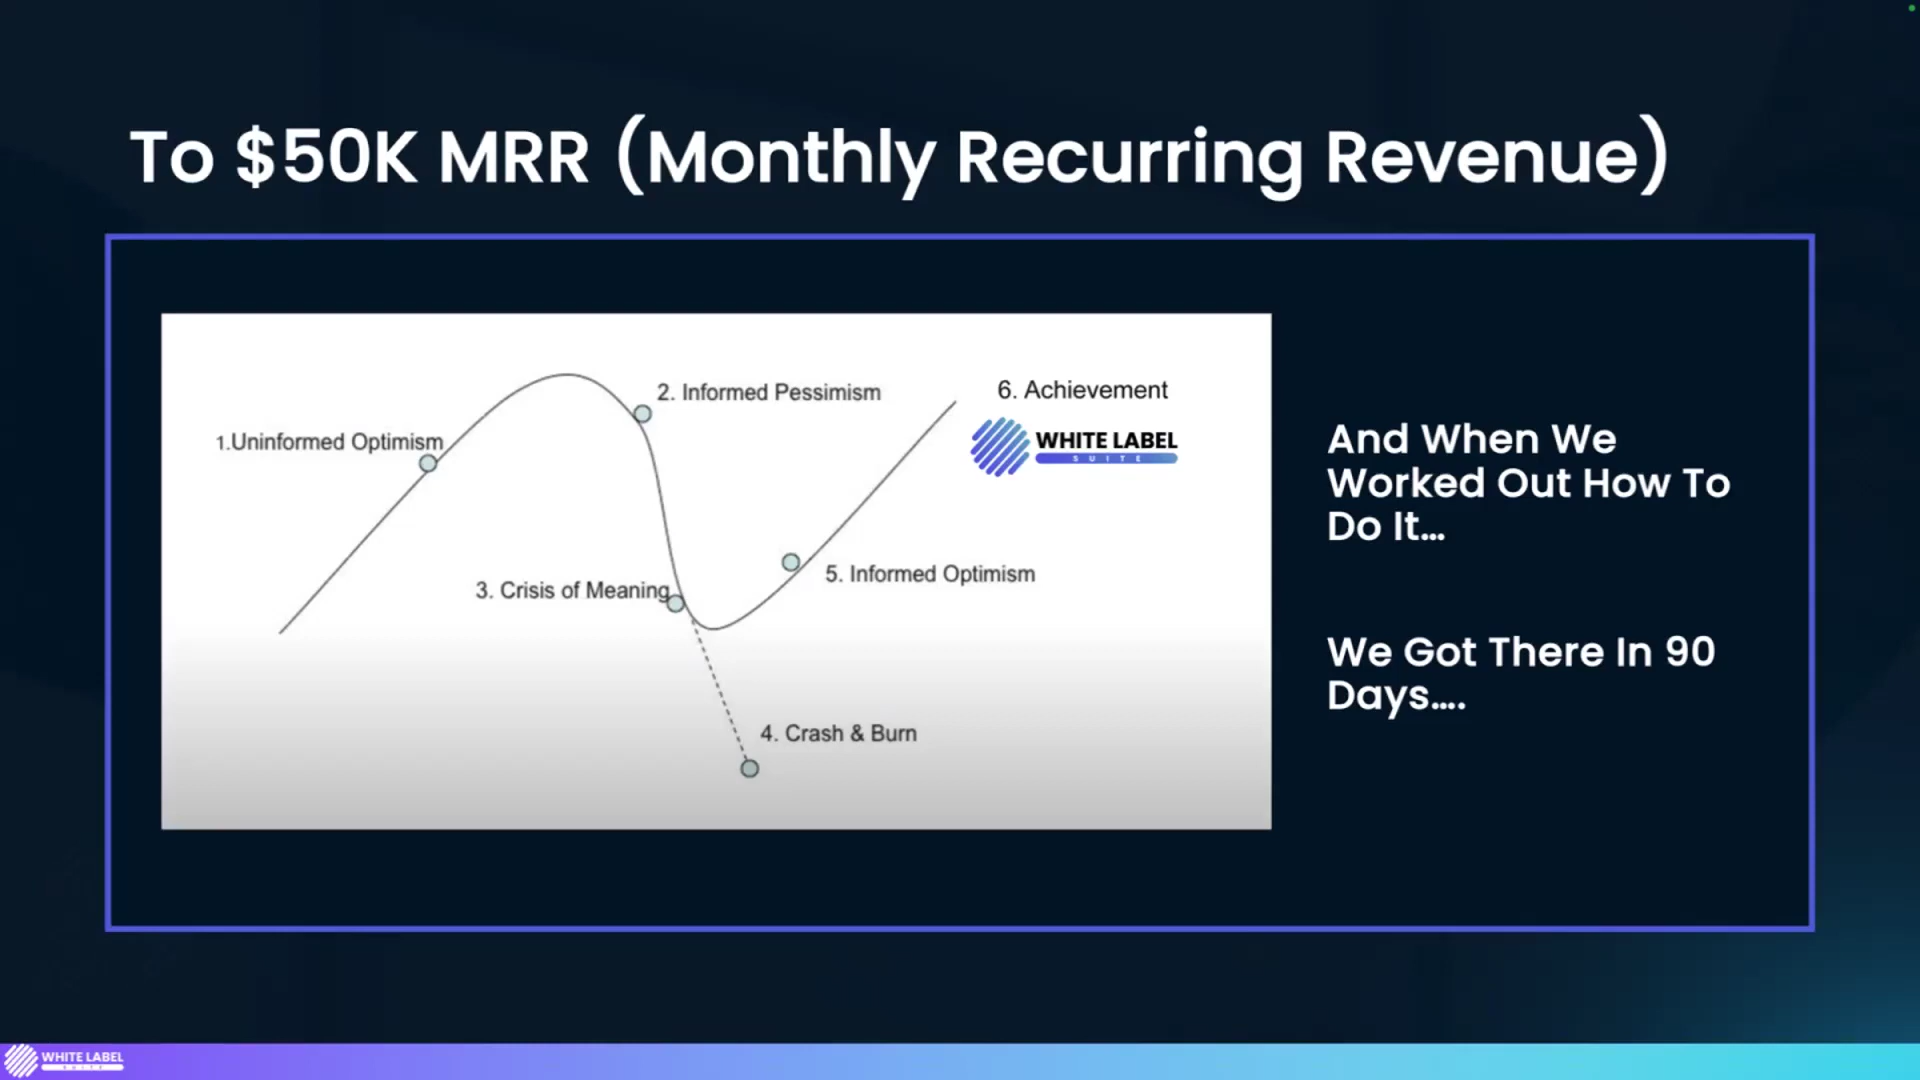 To $50K MRR (Monthly Recurring Revenue)
1.Uninformed Optimism
2. Informed Pessimism
6. Achievement
WHITE LABEL
SUITE
3. Crisis of Meaning
5. Informed Optimism
4. Crash & Burn
And When We
Worked Out How To
Do It...
We Got There In 90
Days....
WHITE LABEL
SUITE